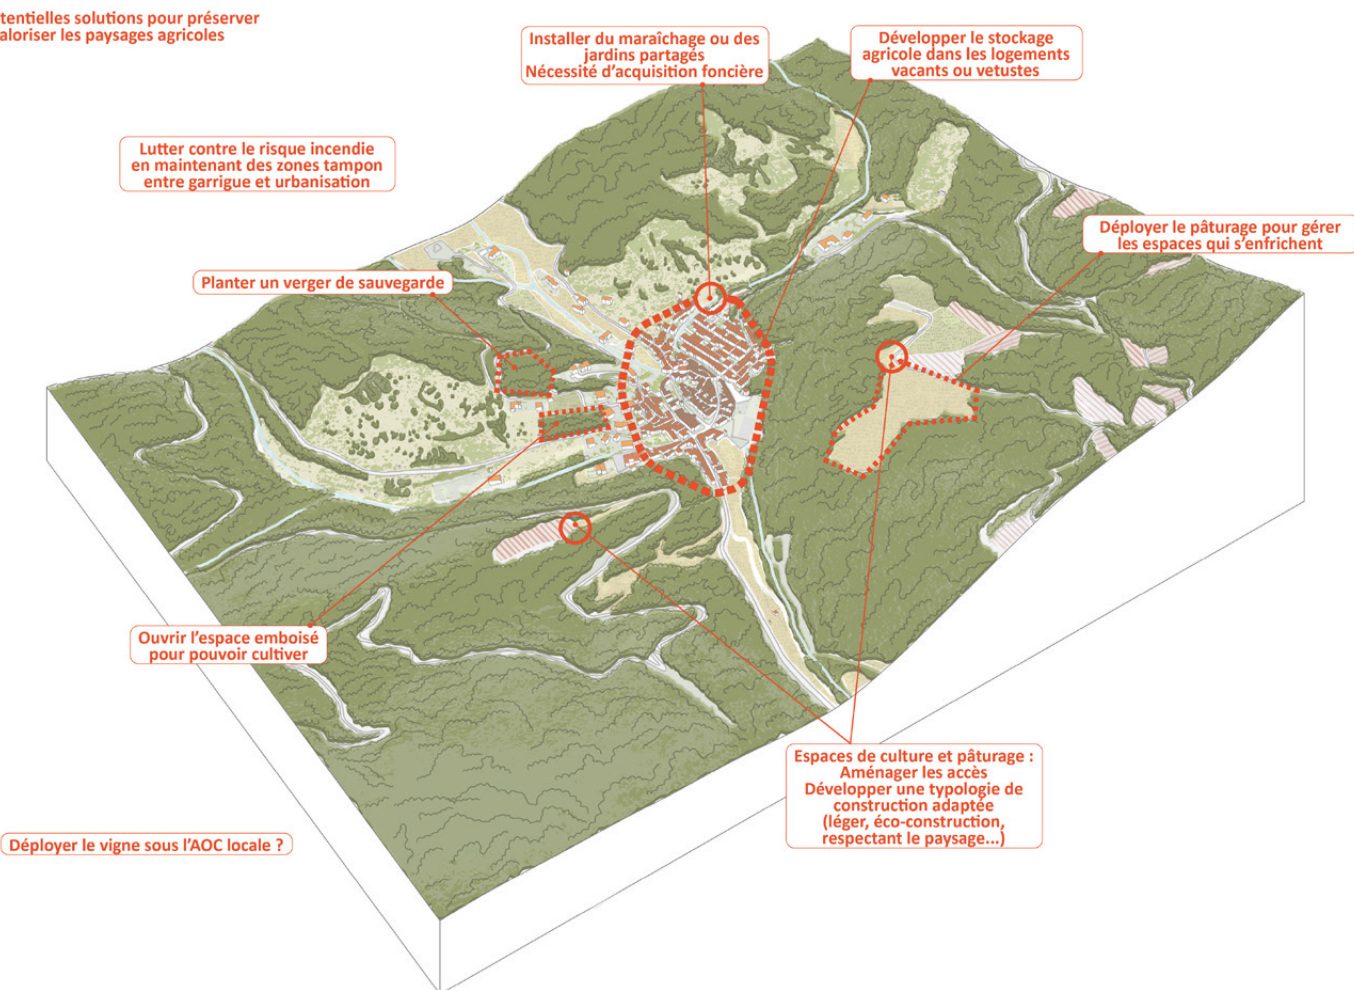 tentielles solutions pour préserver
aloriser les paysages agricoles
Installer du maraîchage ou des
jardins partagés
Nécessité d'acquisition foncière
Développer le stockage
agricole dans les logements
vacants ou vetustes
Lutter contre le risque incendie
en maintenant des zones tampon
entre garrigue et urbanisation
Déployer le pâturage pour gérer
les espaces qui s'enfrichent
Planter un verger de sauvegarde
Ouvrir l'espace emboisé
pour pouvoir cultiver
Espaces de culture et pâturage :
Aménager les accès
Développer une typologie de
construction adaptée
(léger, éco-construction,
respectant le paysage...)
Déployer le vigne sous l'AOC locale ?